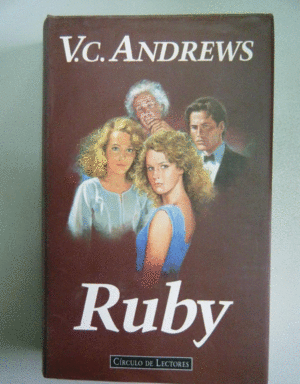 V.C. ANDREWS
Ruby
CÍRCULO DE LECTORES